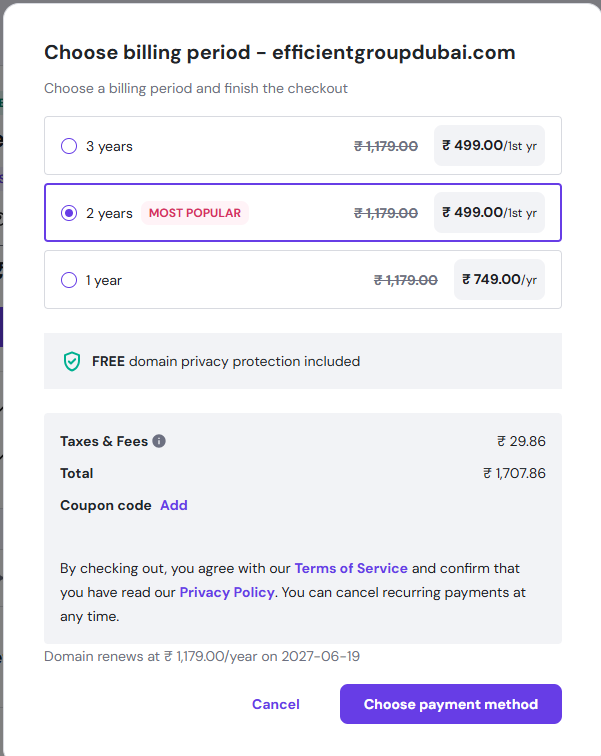 Choose billing period - efficientgroupdubai.com
Choose a billing period and finish the checkout
3 years ₹ 1,179.00 ₹ 499.00/1st yr
2 years MOST POPULAR ₹ 1,179.00 ₹ 499.00/1st yr
1 year ₹ 1,179.00 ₹ 749.00/yr
FREE domain privacy protection included
Taxes & Fees ₹ 29.86
Total ₹ 1,707.86
Coupon code Add
By checking out, you agree with our Terms of Service and confirm that
you have read our Privacy Policy. You can cancel recurring payments at
any time.
Domain renews at ₹ 1,179.00/year on 2027-06-19
Cancel Choose payment method